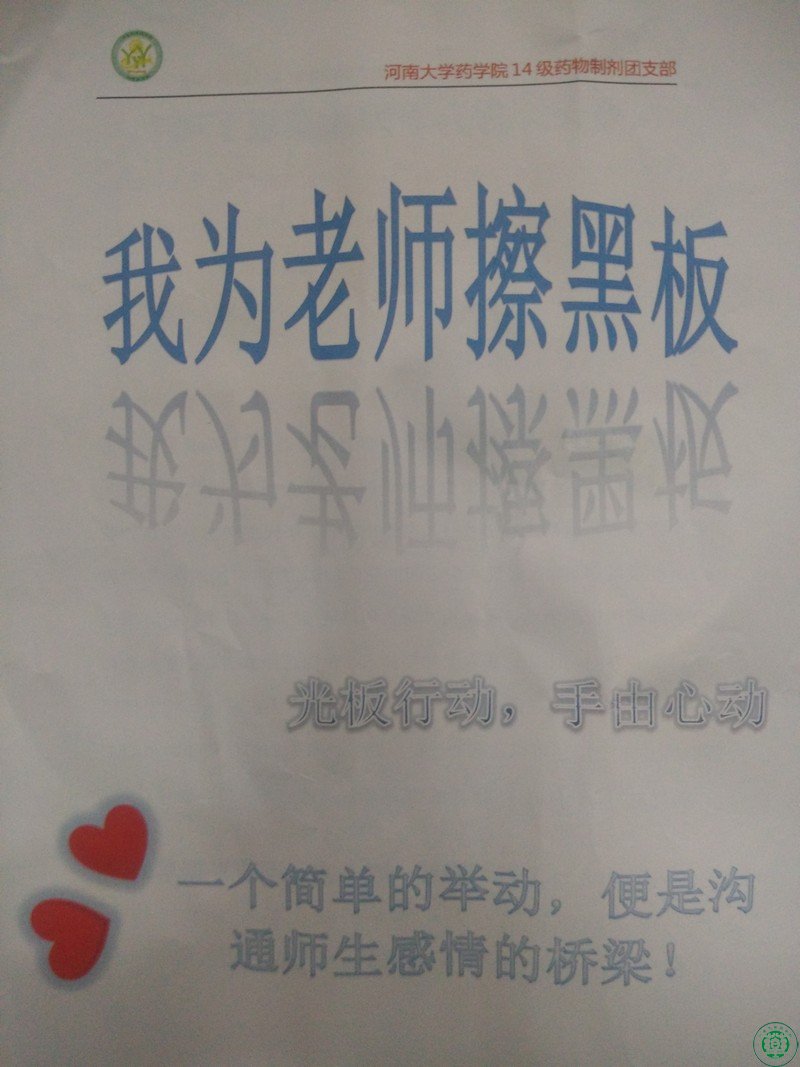 河南大学药学院14级药物制剂团支部
我为老师擦黑板
光板行动，手由心动
一个简单的举动，便是沟
通师生感情的桥梁！